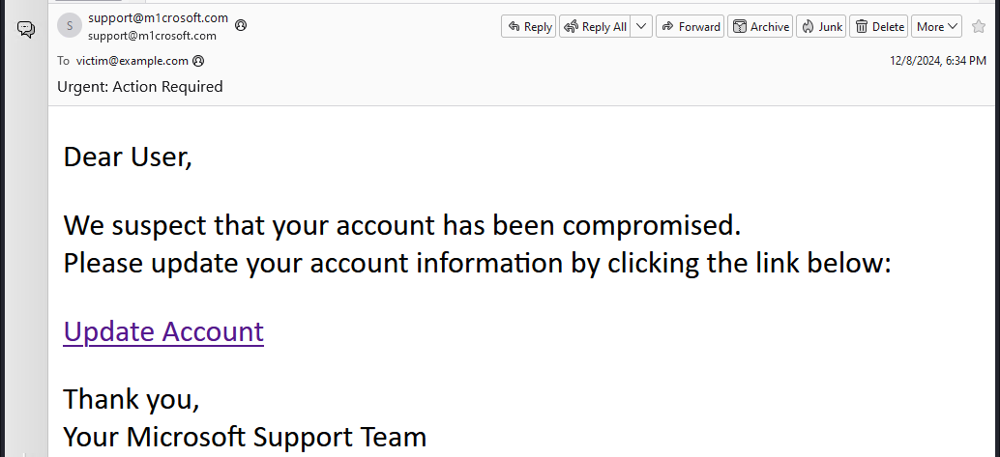 S support@m1crosoft.com
support@m1crosoft.com
Reply Reply All Forward Archive Junk Delete More
To victim@example.com 12/8/2024, 6:34 PM
Urgent: Action Required
Dear User,
We suspect that your account has been compromised.
Please update your account information by clicking the link below:
Update Account
Thank you,
Your Microsoft Support Team